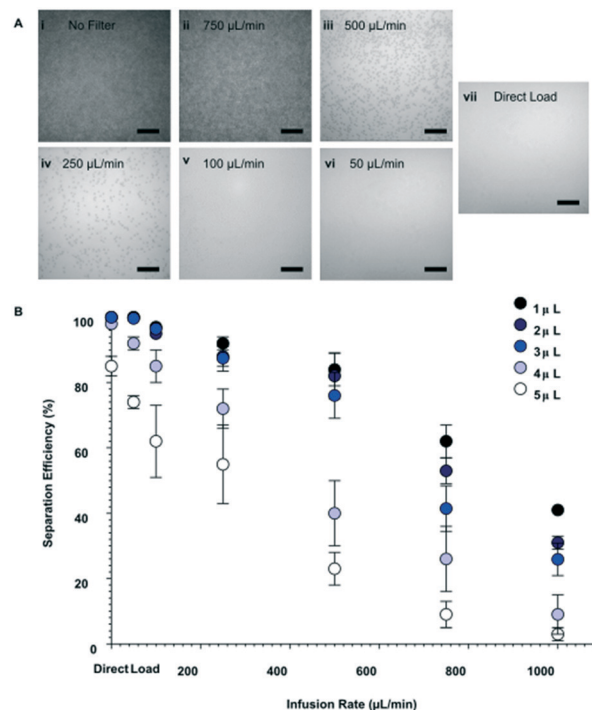 A
i No Filter
ii 750 µL/min
iii 500 µL/min
iv 250 µL/min
v 100 µL/min
vi 50 µL/min
vii Direct Load
B
1 µ L
2 µ L
3 µ L
4 µ L
5 µ L
Separation Efficiency (%)
100
80
60
40
20
0
Direct Load 200 400 600 800 1000
Infusion Rate (µL/min)